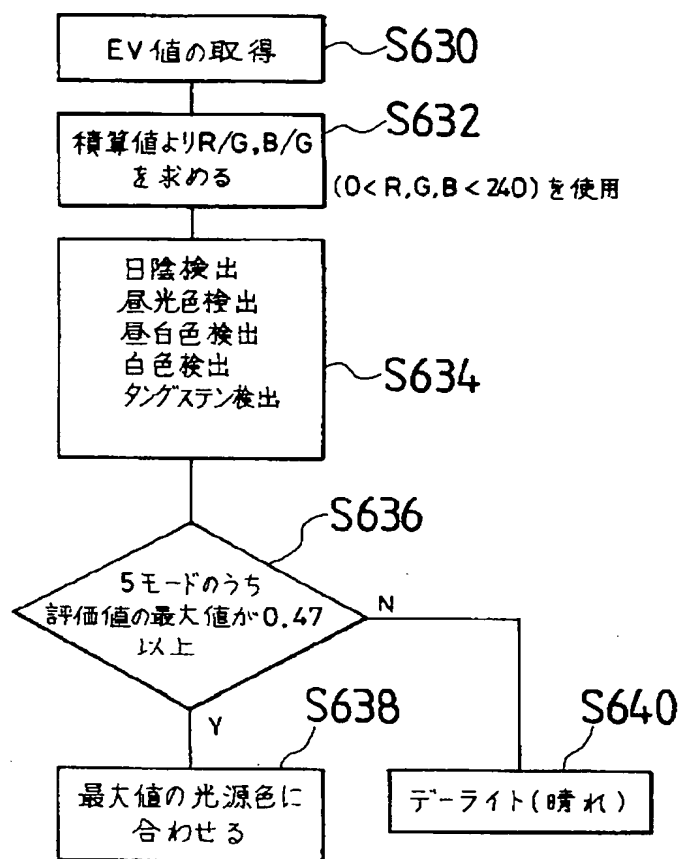 EV値の取得
S630
積算値よりR/G,B/G
を求める
S632
(0<R,G,B<240)を使用
日陰検出
昼光色検出
昼白色検出
白色検出
タングステン検出
S634
S636
5モードのうち
評価値の最大値が0.47
以上
N
Y
S638
最大値の光源色に
合わせる
S640
デーライト(晴れ)